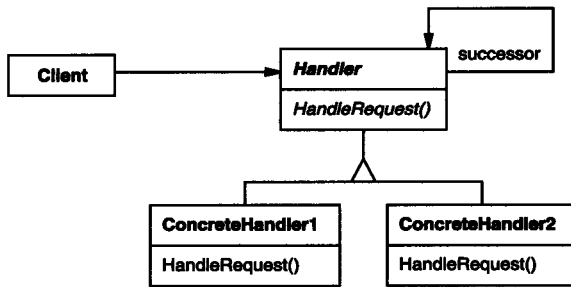 successor
Client
Handler
HandleRequest()
ConcreteHandler1
ConcreteHandler2
HandleRequest()
HandleRequest()